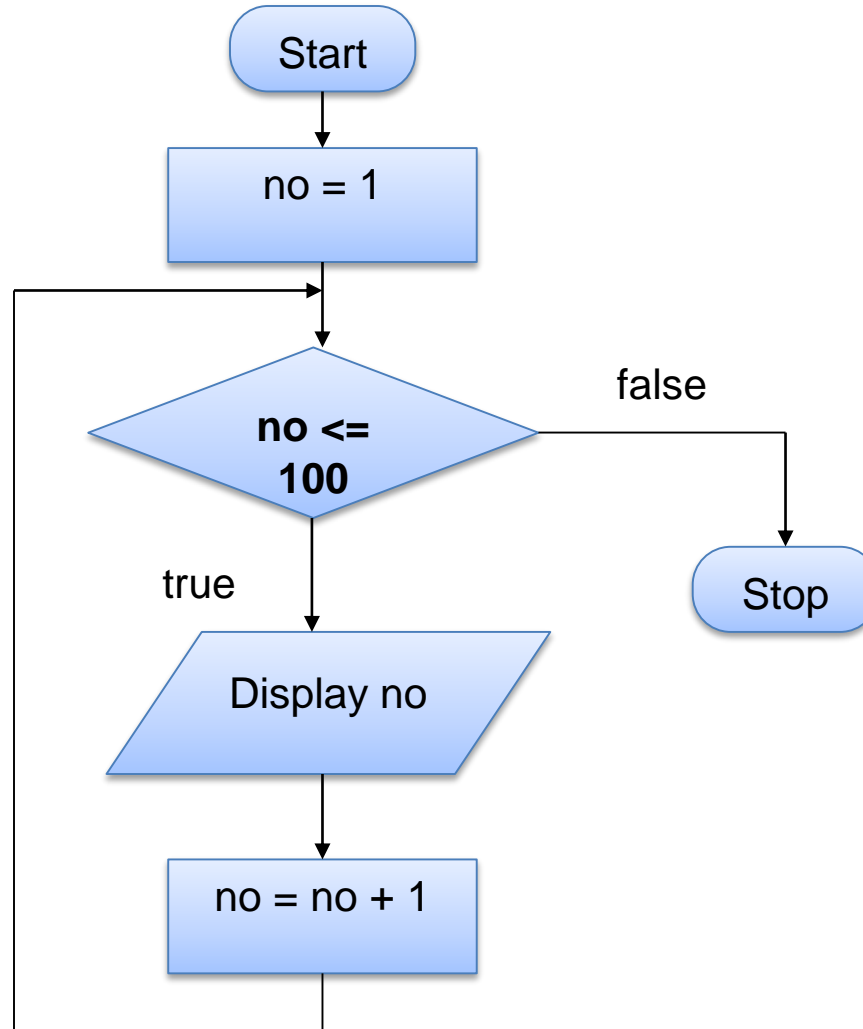 Start
no = 1
no <=
100
false
true
Stop
Display no
no = no + 1